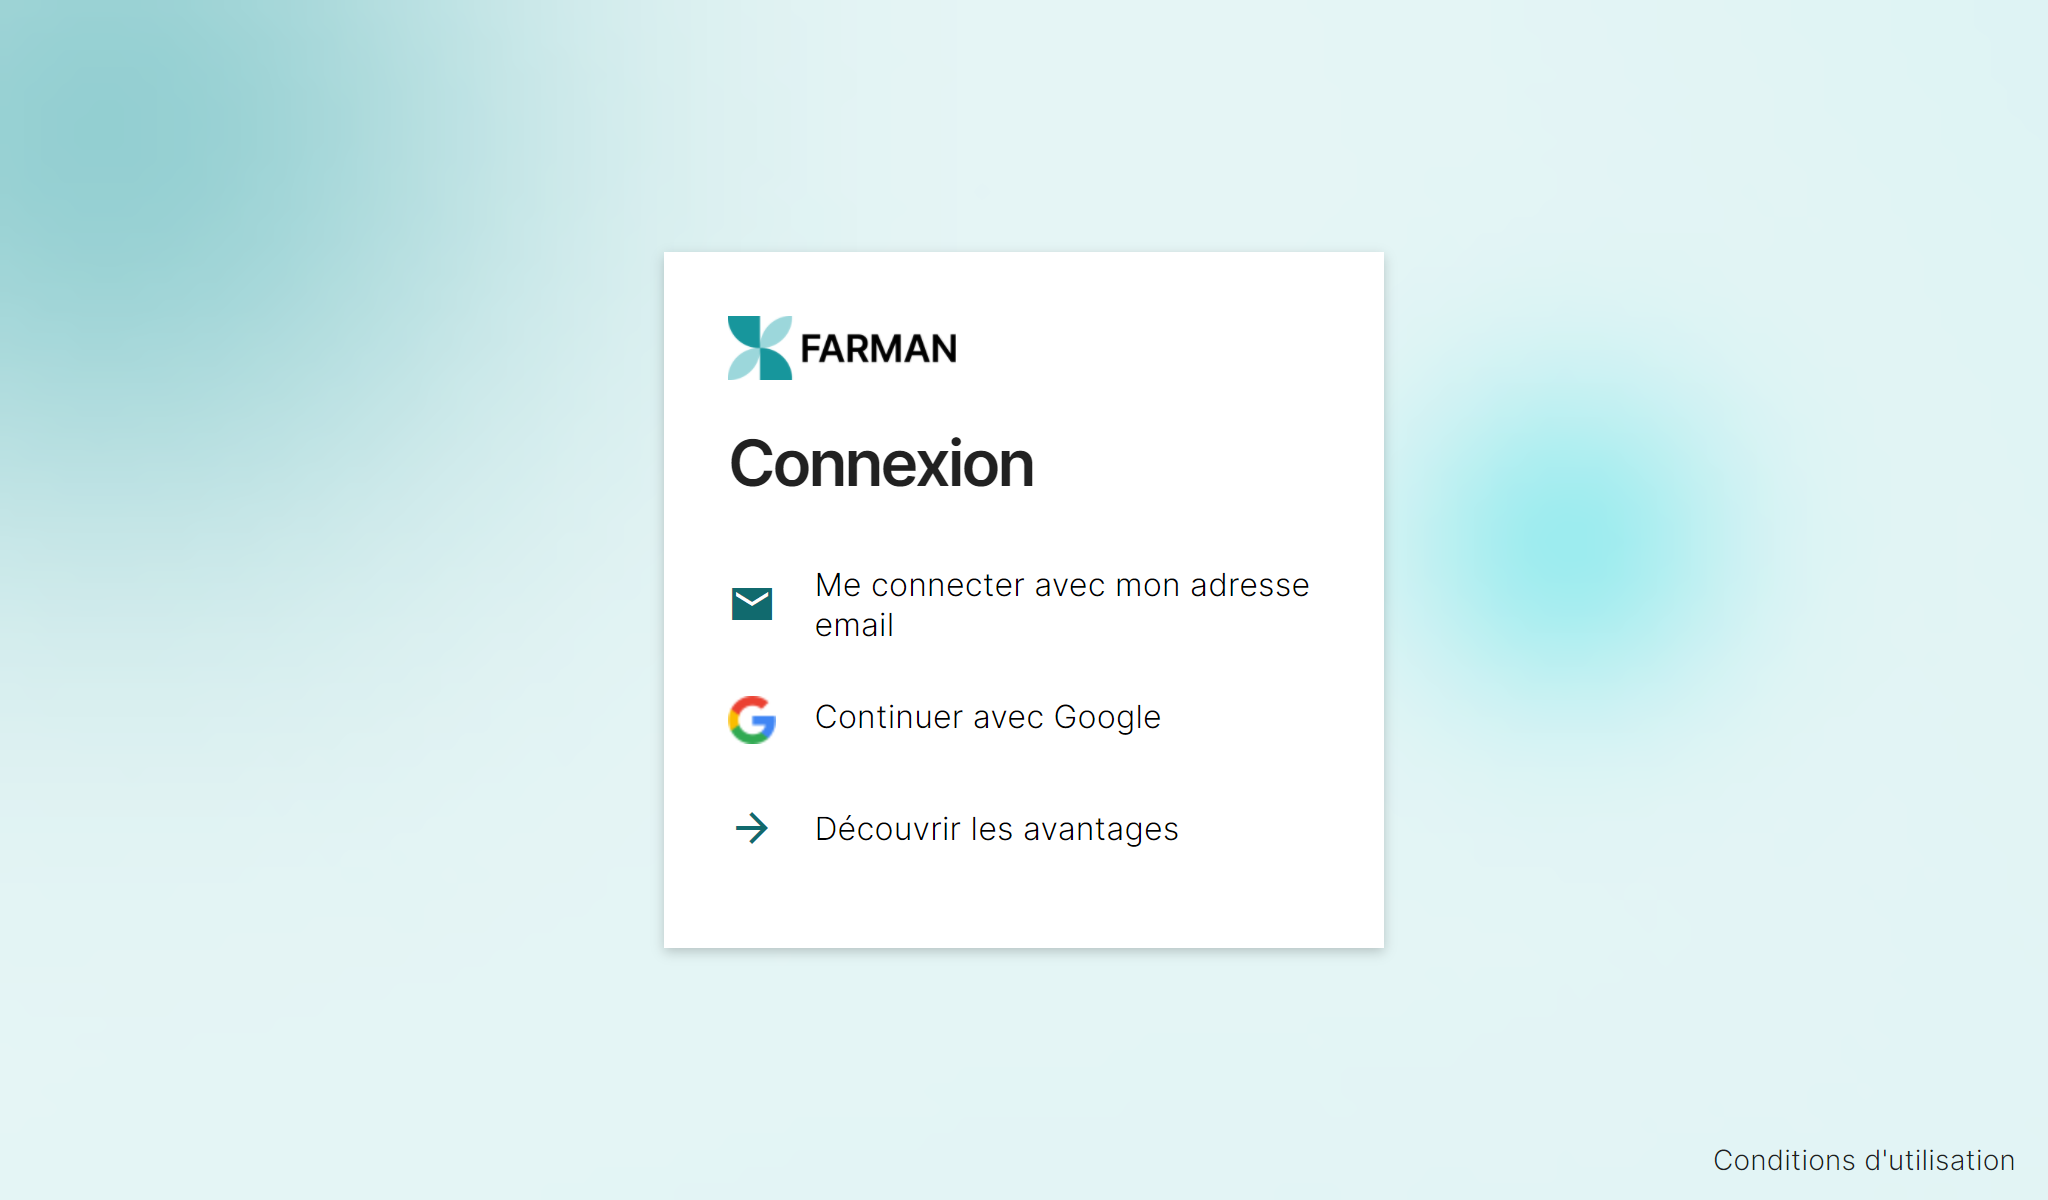 FARMAN
Connexion
Me connecter avec mon adresse
email
Continuer avec Google
Découvrir les avantages
Conditions d'utilisation